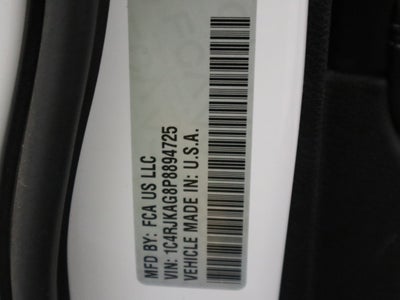 MFD BY: FCA US LLC
VIN: 1C4RJKAG8P8894725
VEHICLE MADE IN: U.S.A.